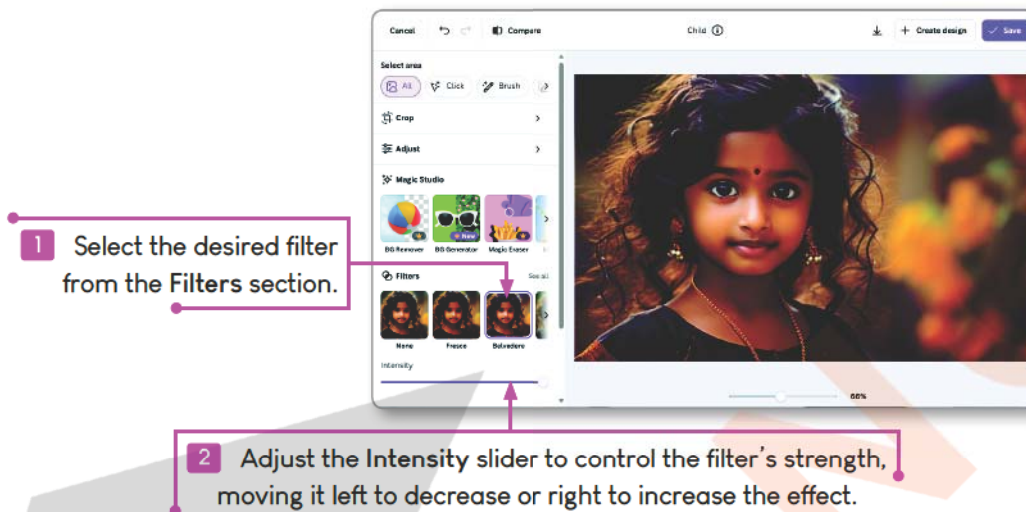 Cancel Compare Child Create design Save
Select area
All Click Brush
Crop
Adjust
Magic Studio
New
BG Remover BG Generator Magic Eraser
1 Select the desired filter
from the Filters section.
Filters See all
None Fresco Belvedere
Intensity
66%
2 Adjust the Intensity slider to control the filter's strength,
moving it left to decrease or right to increase the effect.